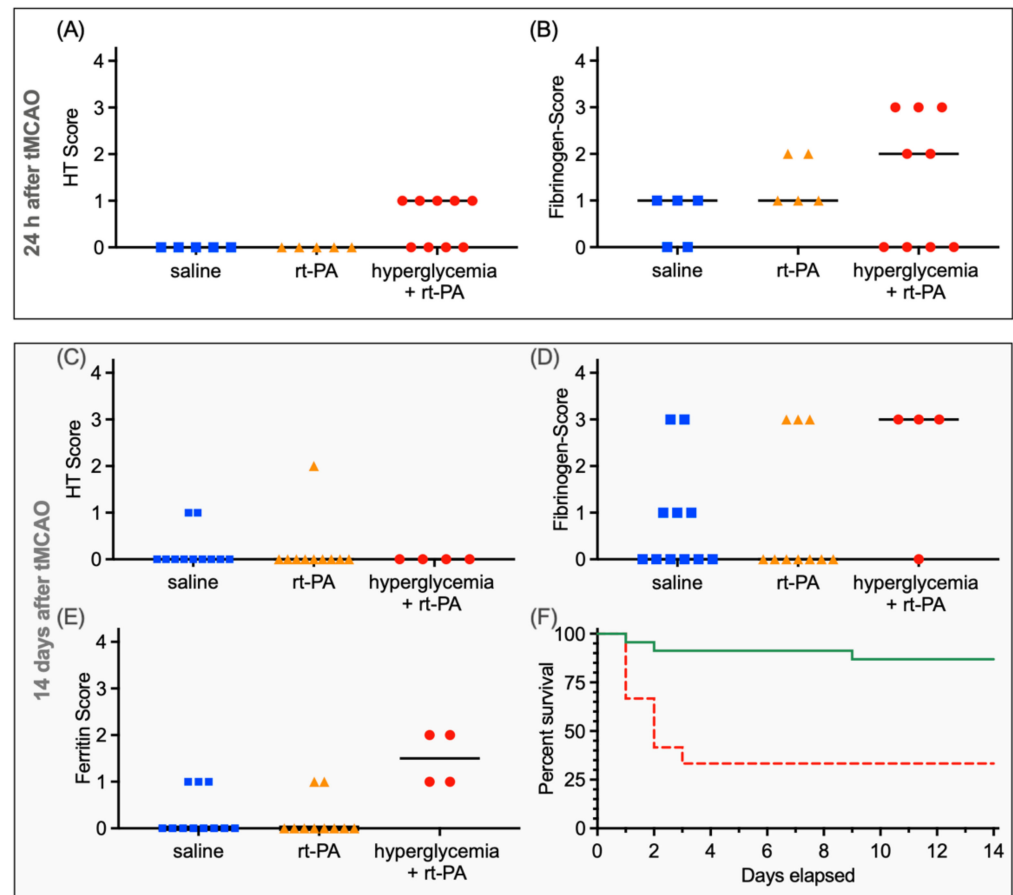 24 h after tMCAO
(A)
HT Score
4
3
2
1
0
saline
rt-PA
hyperglycemia
+ rt-PA
(B)
Fibrinogen-Score
4
3
2
1
0
saline
rt-PA
hyperglycemia
+ rt-PA
14 days after tMCAO
(C)
HT Score
4
3
2
1
0
saline
rt-PA
hyperglycemia
+ rt-PA
(D)
Fibrinogen-Score
4
3
2
1
0
saline
rt-PA
hyperglycemia
+ rt-PA
(E)
Ferritin Score
4
3
2
1
0
saline
rt-PA
hyperglycemia
+ rt-PA
(F)
Percent survival
100
75
50
25
0
0 2 4 6 8 10 12 14
Days elapsed